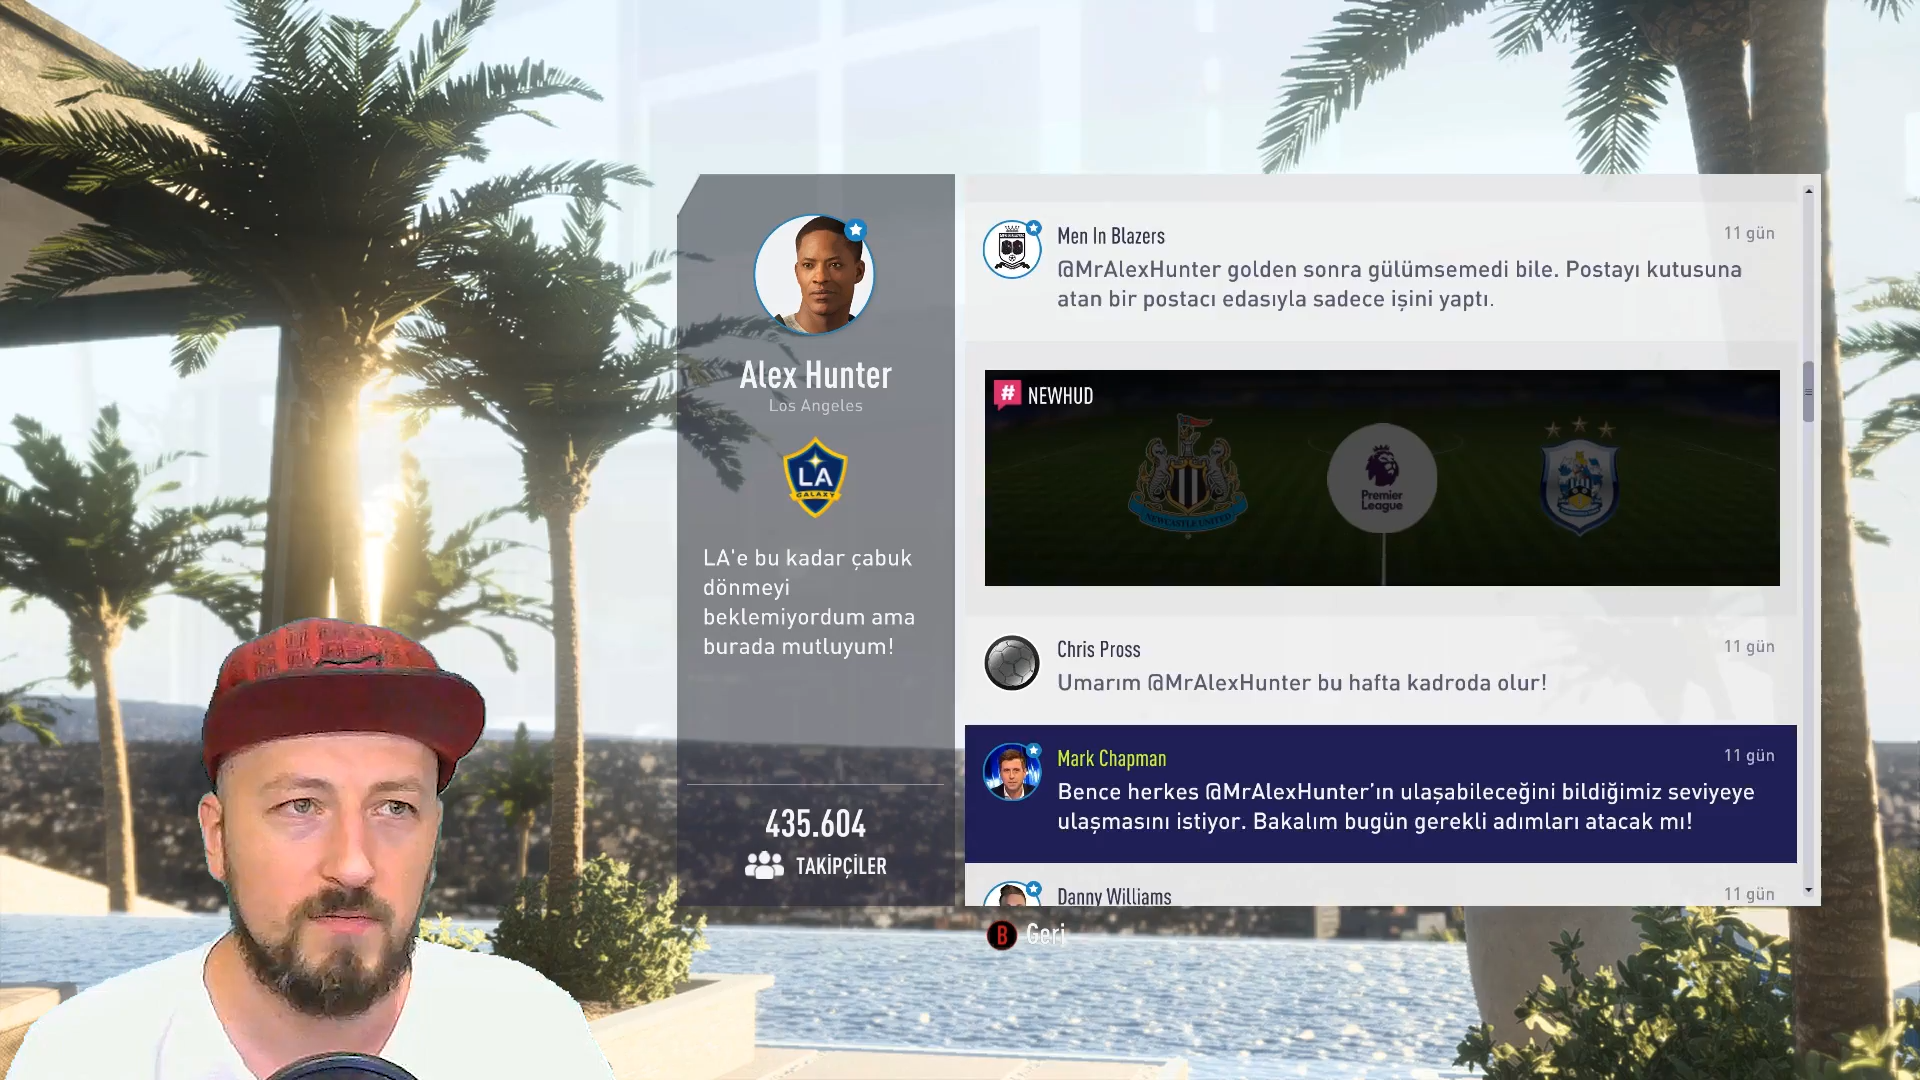 Alex Hunter
Los Angeles
LA
GALAXY
LA'e bu kadar çabuk
dönmeyi
beklemiyordum ama
burada mutluyum!
435.604
TAKİPÇİLER
Men In Blazers
11 gün
@MrAlexHunter golden sonra gülümsemedi bile. Postayı kutusuna
atan bir postacı edasıyla sadece işini yaptı.
# NEWHUD
NEWCASTLE UNITED
Premier
League
Chris Pross
11 gün
Umarım @MrAlexHunter bu hafta kadroda olur!
Mark Chapman
11 gün
Bence herkes @MrAlexHunter'ın ulaşabileceğini bildiğimiz seviyeye
ulaşmasını istiyor. Bakalım bugün gerekli adımları atacak mı!
Danny Williams
11 gün
B Geri